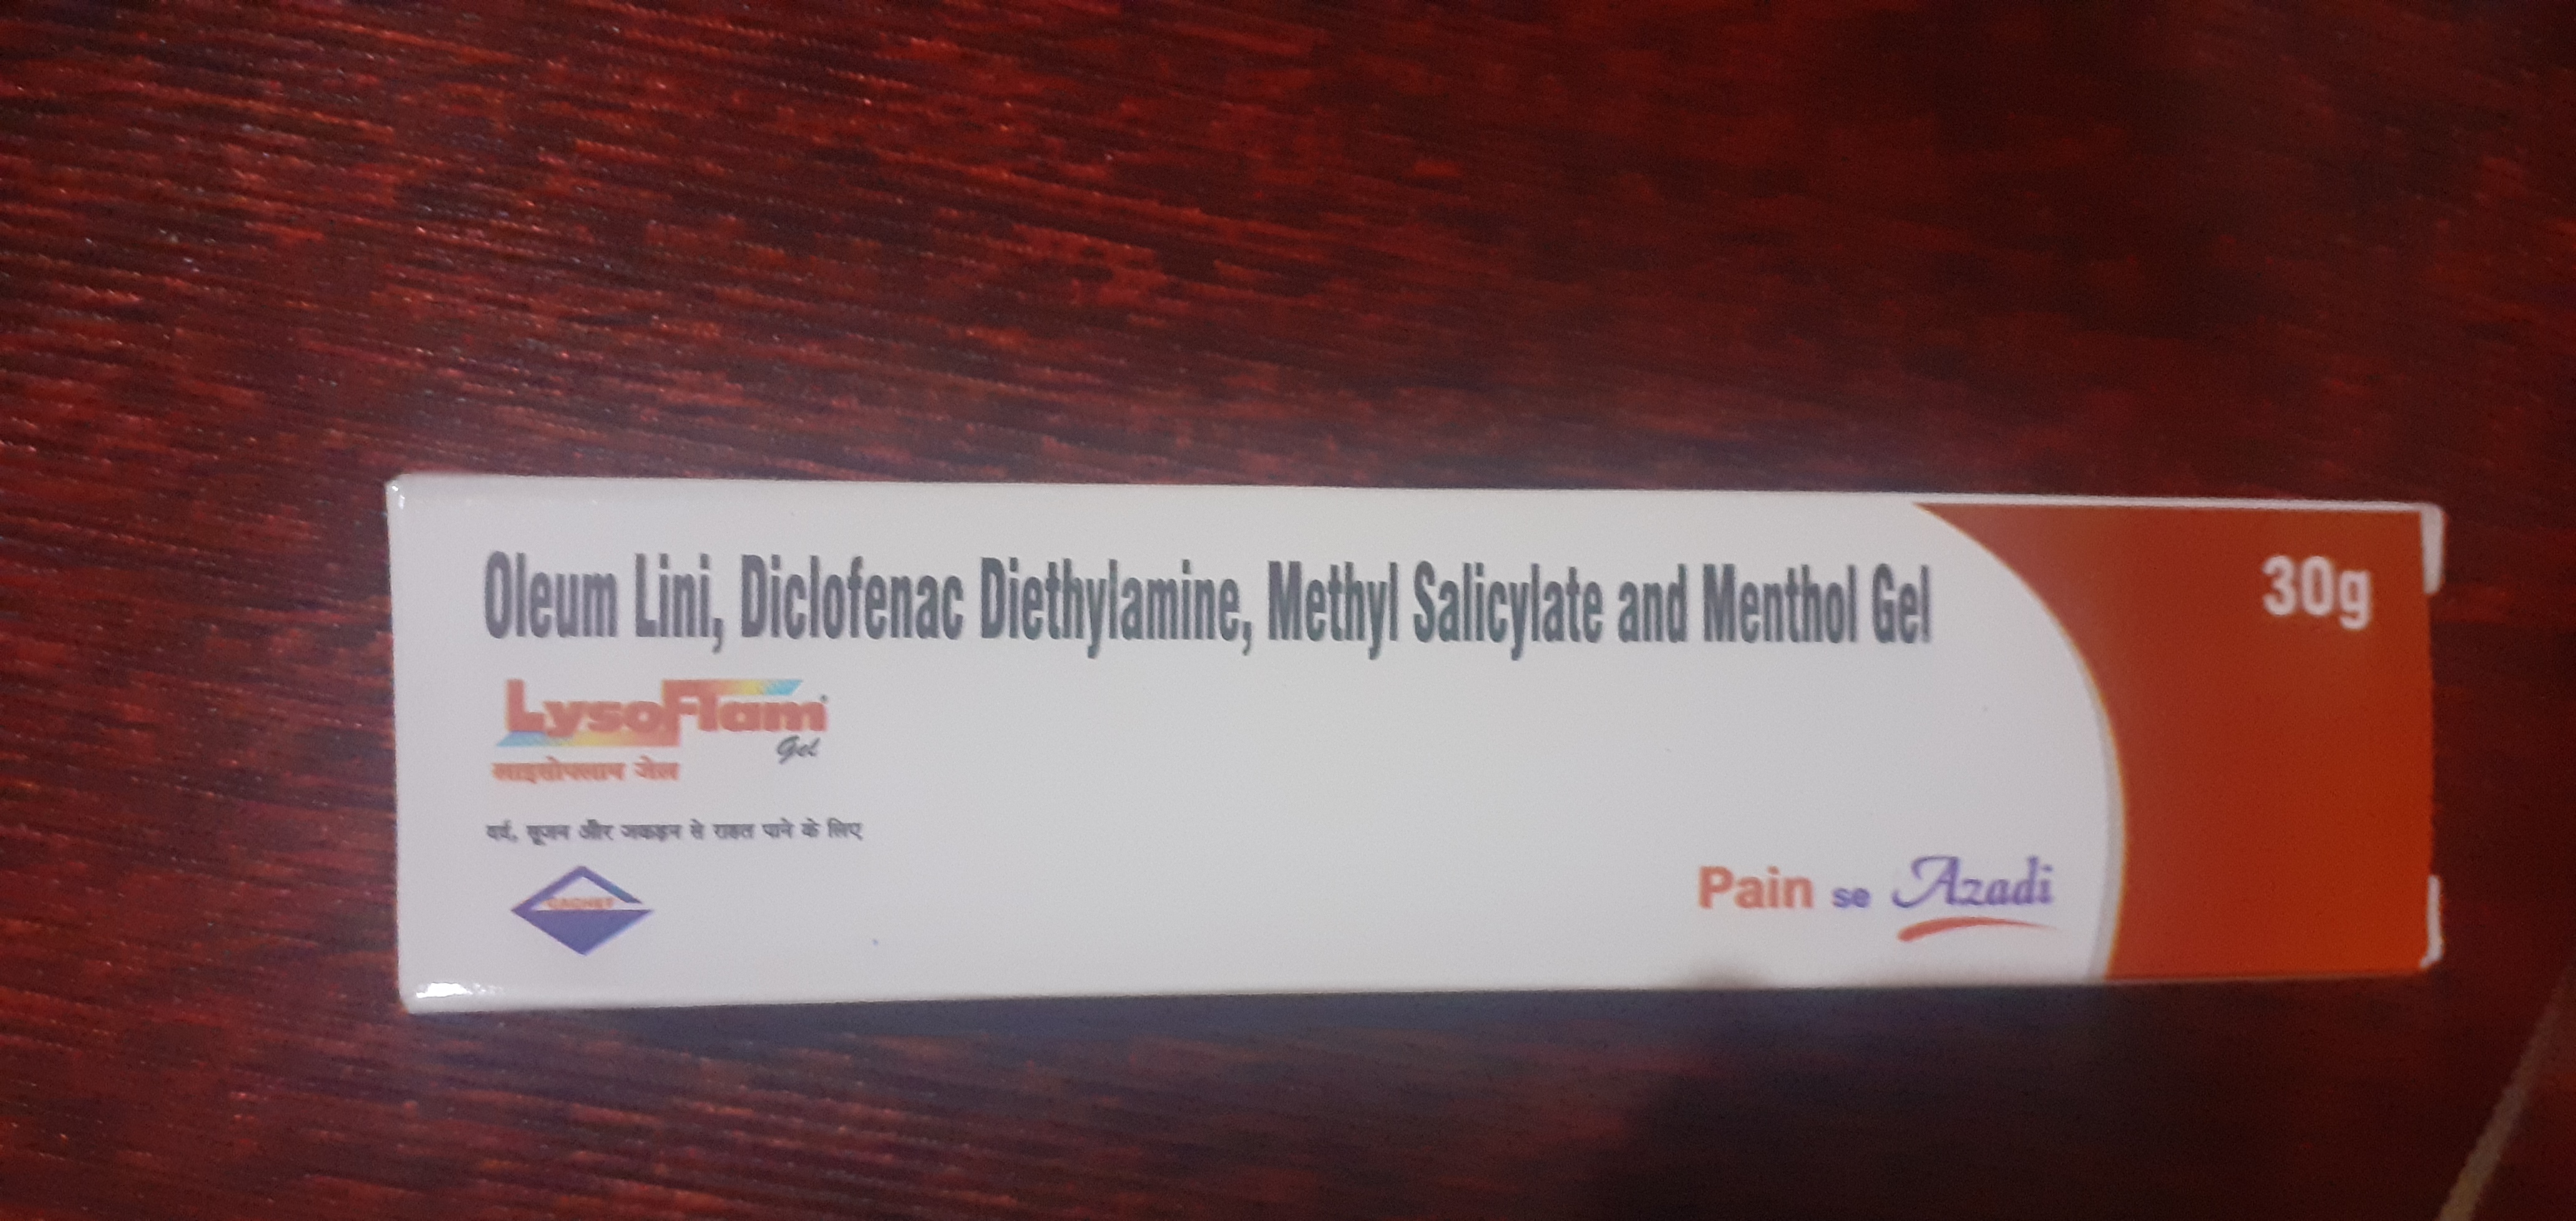 Oleum Lini, Diclofenac Diethylamine, Methyl Salicylate and Menthol Gel
30g
LysoFlam
Gel
लाइसोफ्लाम जेल
दर्द, सूजन और जकड़न से राहत पाने के लिए
CACHET
Pain se Azadi